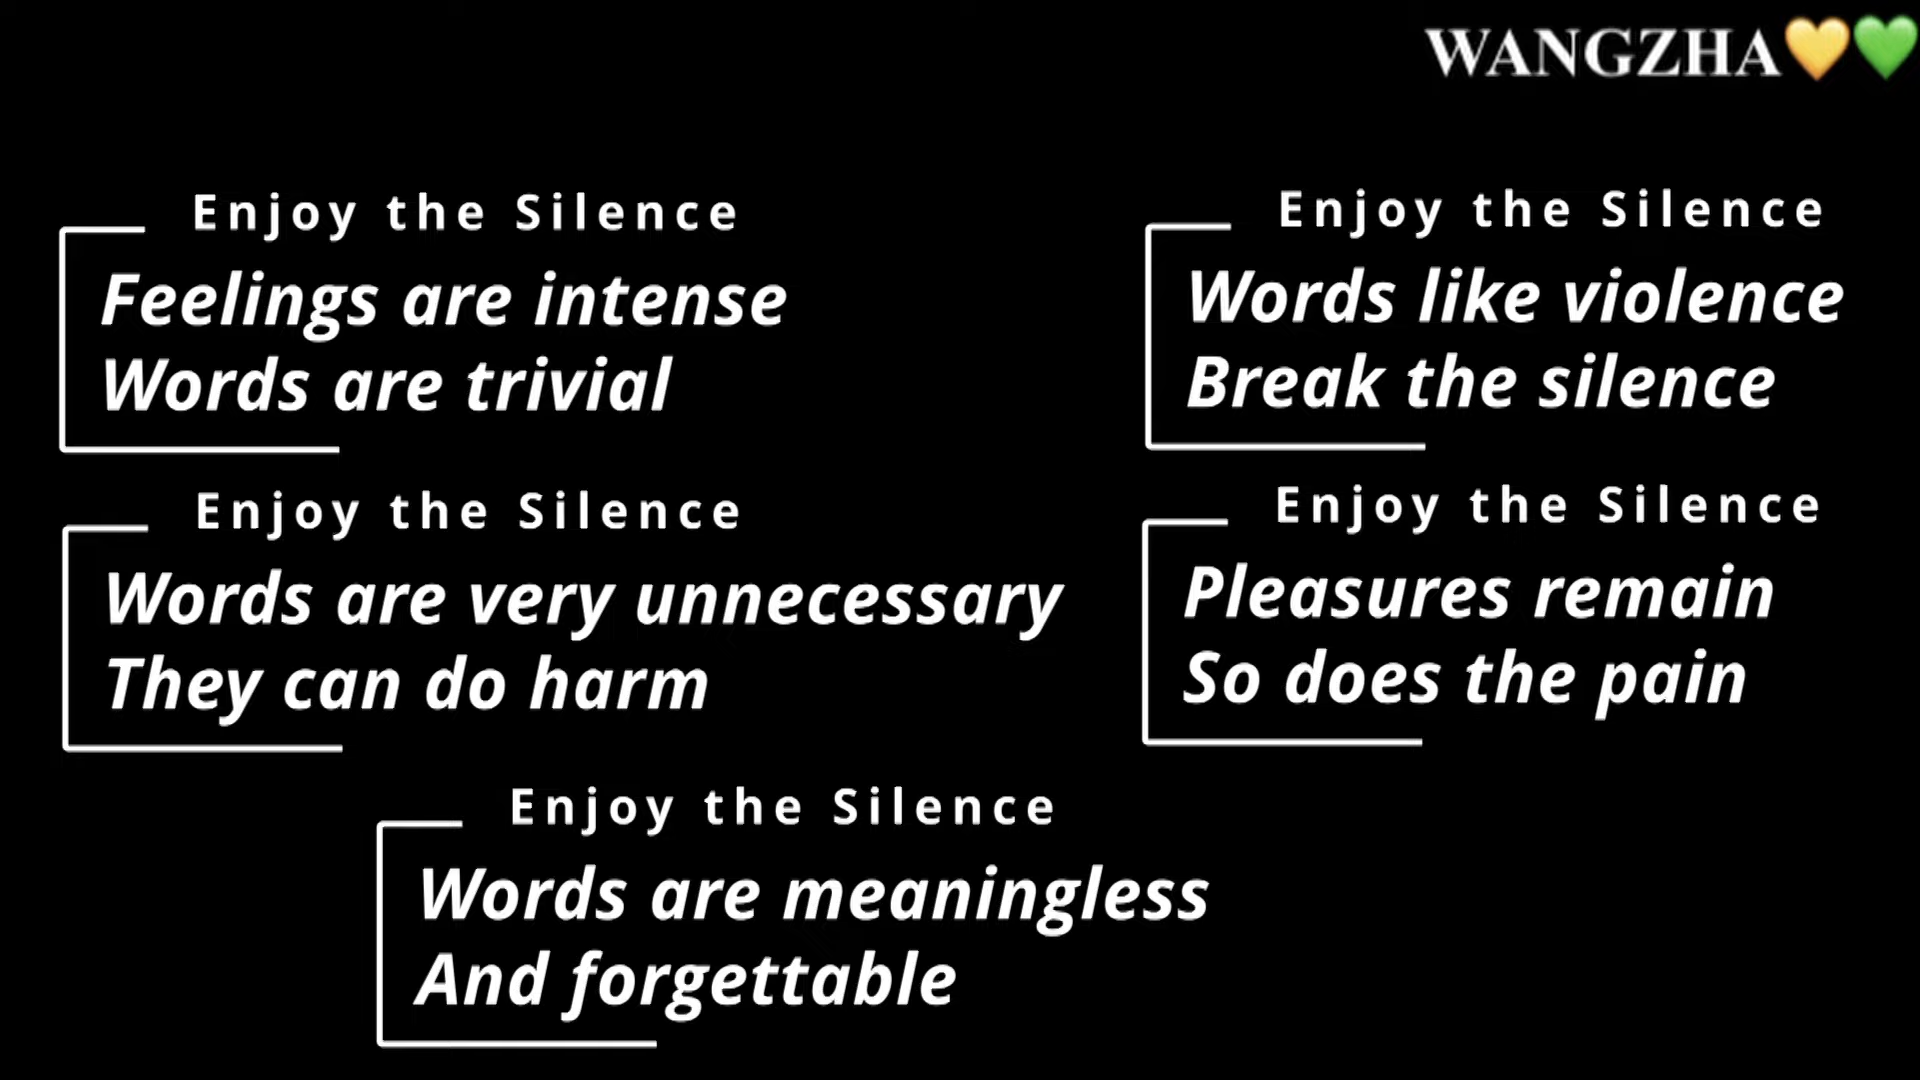 WANGZHA💛💚
Enjoy the Silence
Feelings are intense
Words are trivial
Enjoy the Silence
Words like violence
Break the silence
Enjoy the Silence
Words are very unnecessary
They can do harm
Enjoy the Silence
Pleasures remain
So does the pain
Enjoy the Silence
Words are meaningless
And forgettable